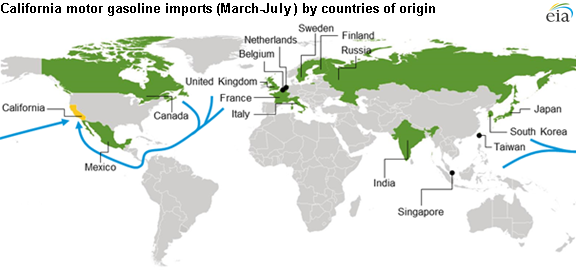 California motor gasoline imports (March-July) by countries of origin
eia
Sweden
Netherlands
Finland
Belgium
Russia
United Kingdom
France
California
Canada
Italy
Japan
South Korea
Taiwan
Mexico
India
Singapore